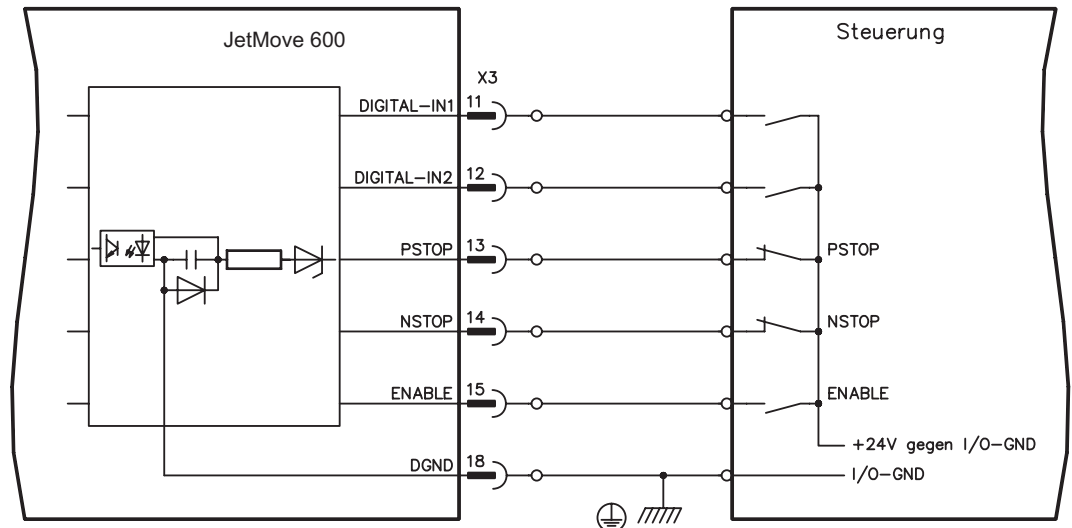 JetMove 600
Steuerung
X3
DIGITAL-IN1 11
DIGITAL-IN2 12
PSTOP 13 PSTOP
NSTOP 14 NSTOP
ENABLE 15 ENABLE
+24V gegen I/O-GND
DGND 18 I/O-GND